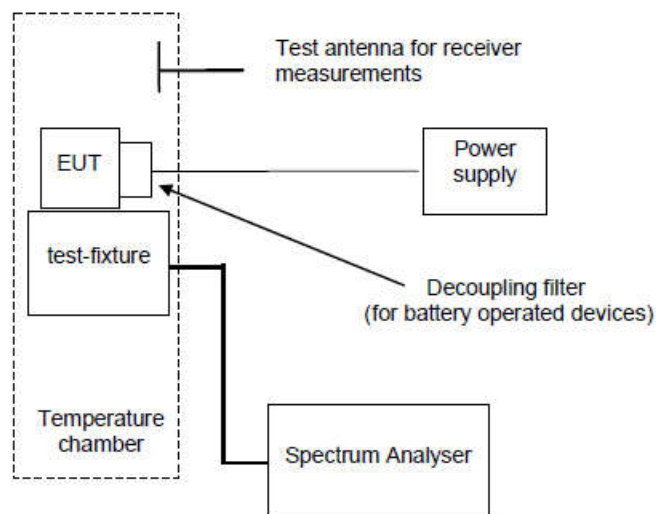 Test antenna for receiver
measurements
EUT
Power
supply
test-fixture
Decoupling filter
(for battery operated devices)
Temperature
chamber
Spectrum Analyser